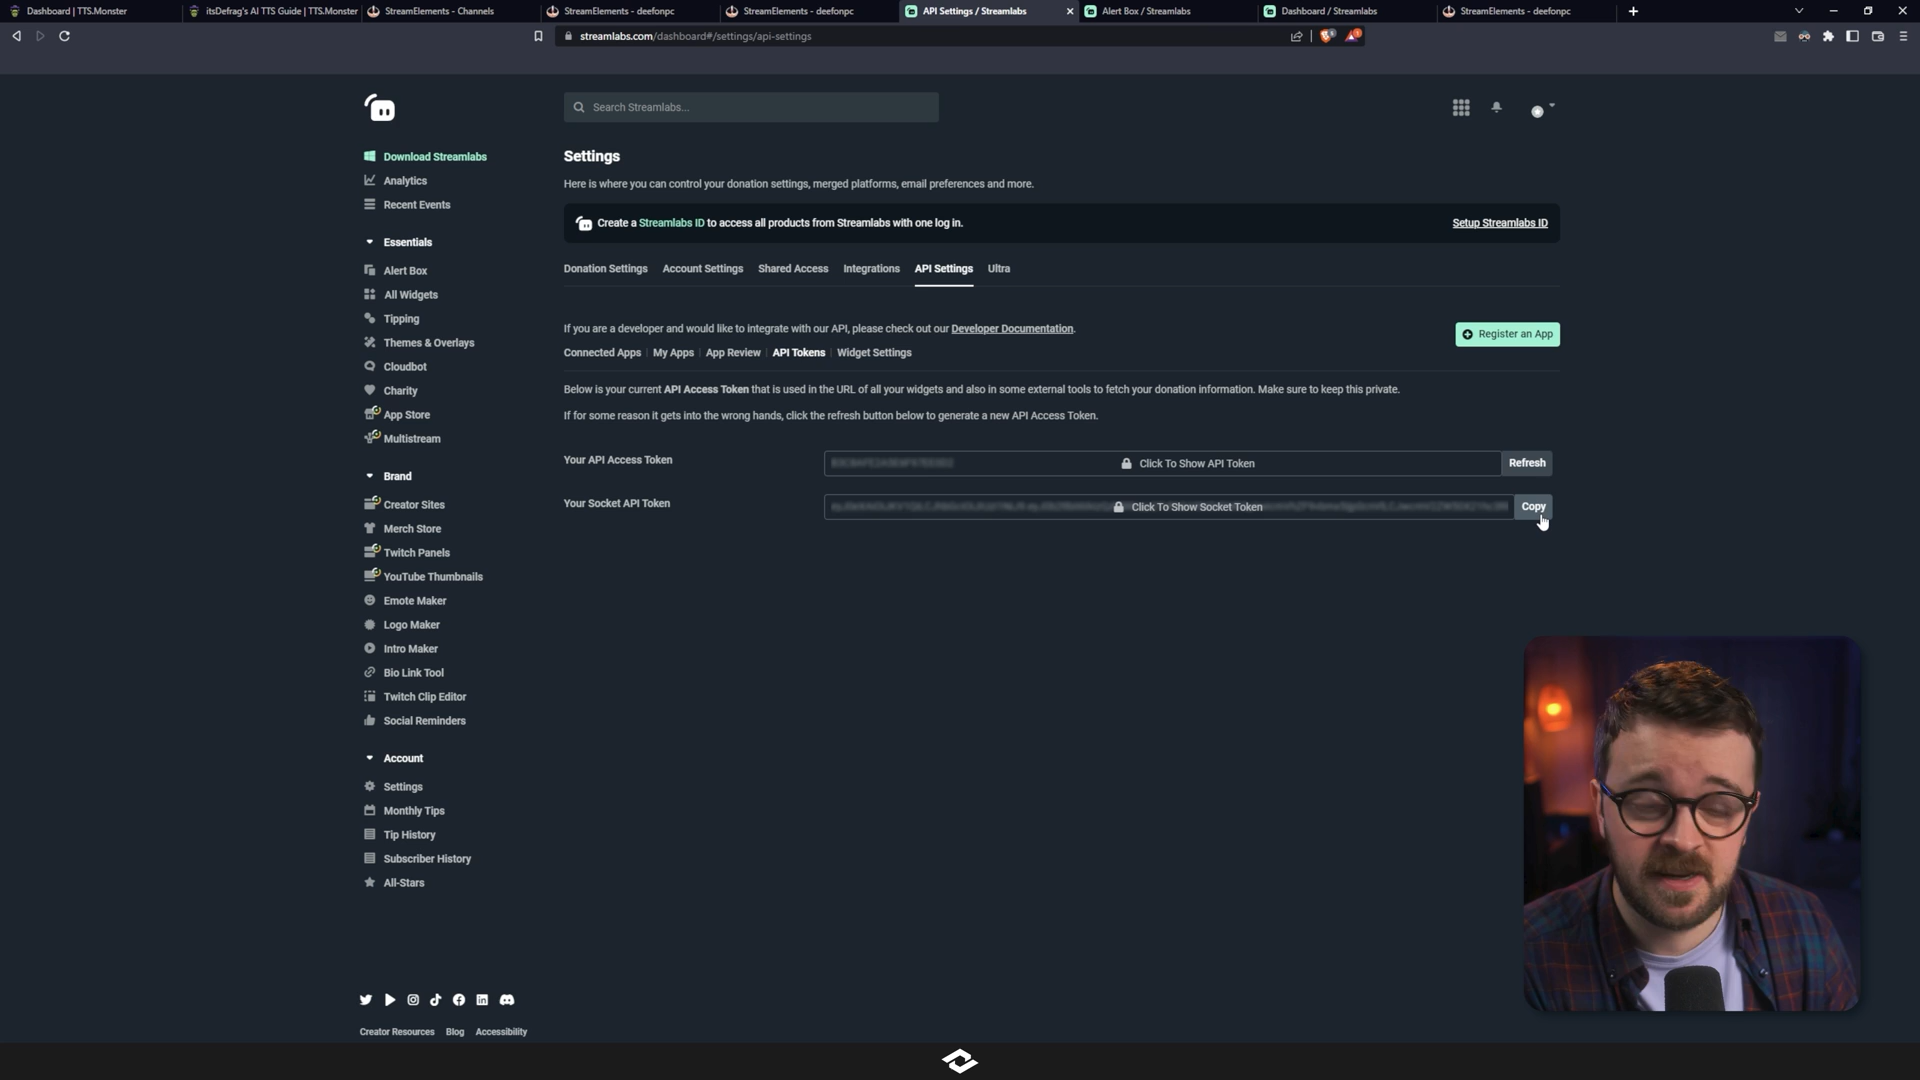 Dashboard | TTS.Monster
itsDefrag's AI TTS Guide | TTS.Monster
StreamElements - Channels
StreamElements - deefonpc
StreamElements - deefonpc
API Settings / Streamlabs
Alert Box / Streamlabs
Dashboard / Streamlabs
StreamElements - deefonpc
streamlabs.com/dashboard#/settings/api-settings
Search Streamlabs...
Download Streamlabs
Analytics
Recent Events
Essentials
Alert Box
All Widgets
Tipping
Themes & Overlays
Cloudbot
Charity
App Store
Multistream
Brand
Creator Sites
Merch Store
Twitch Panels
YouTube Thumbnails
Emote Maker
Logo Maker
Intro Maker
Bio Link Tool
Twitch Clip Editor
Social Reminders
Account
Settings
Monthly Tips
Tip History
Subscriber History
All-Stars
Creator Resources Blog Accessibility
Settings
Here is where you can control your donation settings, merged platforms, email preferences and more.
Create a Streamlabs ID to access all products from Streamlabs with one log in.
Setup Streamlabs ID
Donation Settings Account Settings Shared Access Integrations API Settings Ultra
If you are a developer and would like to integrate with our API, please check out our Developer Documentation.
Register an App
Connected Apps | My Apps | App Review | API Tokens | Widget Settings
Below is your current API Access Token that is used in the URL of all your widgets and also in some external tools to fetch your donation information. Make sure to keep this private.
If for some reason it gets into the wrong hands, click the refresh button below to generate a new API Access Token.
Your API Access Token
Click To Show API Token
Refresh
Your Socket API Token
Click To Show Socket Token
Copy